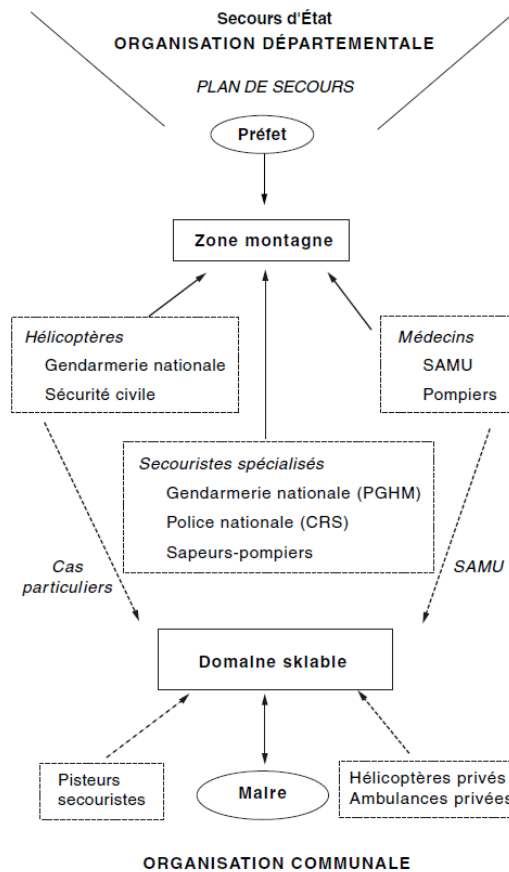 Secours d'État
ORGANISATION DÉPARTEMENTALE
PLAN DE SECOURS
Préfet
Zone montagne
Hélicoptères
Gendarmerie nationale
Sécurité civile
Médecins
SAMU
Pompiers
Secouristes spécialisés
Gendarmerie nationale (PGHM)
Police nationale (CRS)
Sapeurs-pompiers
Cas
particuliers
SAMU
Domaine skiable
Pisteurs
secouristes
Maire
Hélicoptères privés
Ambulances privées
ORGANISATION COMMUNALE